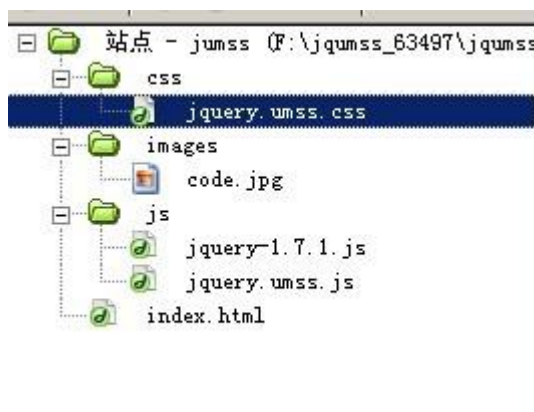 站点 - jumss (F:\jqumss_63497\jqumss
css
jquery.umss.css
images
code.jpg
js
jquery-1.7.1.js
jquery.umss.js
index.html